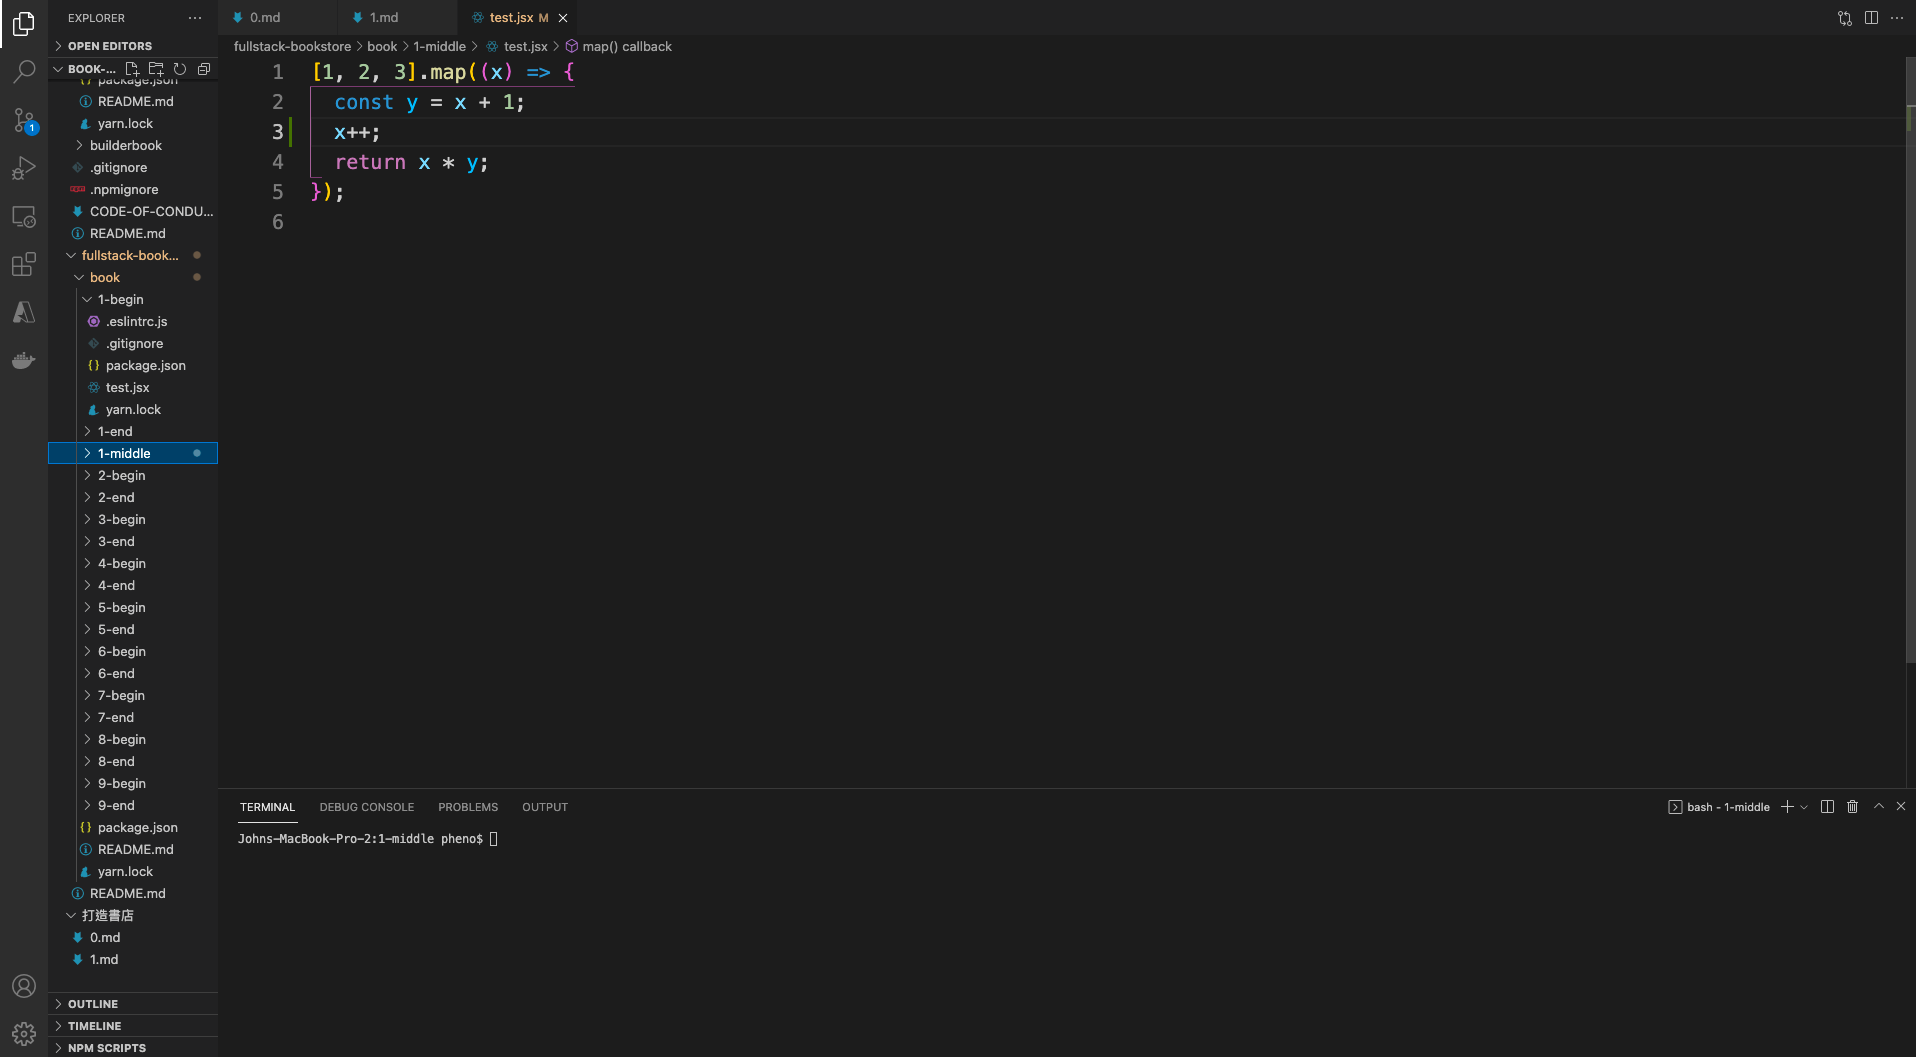 EXPLORER
OPEN EDITORS
BOOK-...
package.json
README.md
yarn.lock
builderbook
.gitignore
.npmignore
CODE-OF-CONDU...
README.md
fullstack-book...
book
1-begin
.eslintrc.js
.gitignore
package.json
test.jsx
yarn.lock
1-end
1-middle
2-begin
2-end
3-begin
3-end
4-begin
4-end
5-begin
5-end
6-begin
6-end
7-begin
7-end
8-begin
8-end
9-begin
9-end
package.json
README.md
yarn.lock
README.md
打造書店
0.md
1.md
OUTLINE
TIMELINE
NPM SCRIPTS
1
0.md 1.md test.jsx M
fullstack-bookstore > book > 1-middle > test.jsx > map() callback
1 [1, 2, 3].map((x) => {
2 const y = x + 1;
3 x++;
4 return x * y;
5 });
6
TERMINAL DEBUG CONSOLE PROBLEMS OUTPUT bash - 1-middle
Johns-MacBook-Pro-2:1-middle pheno$